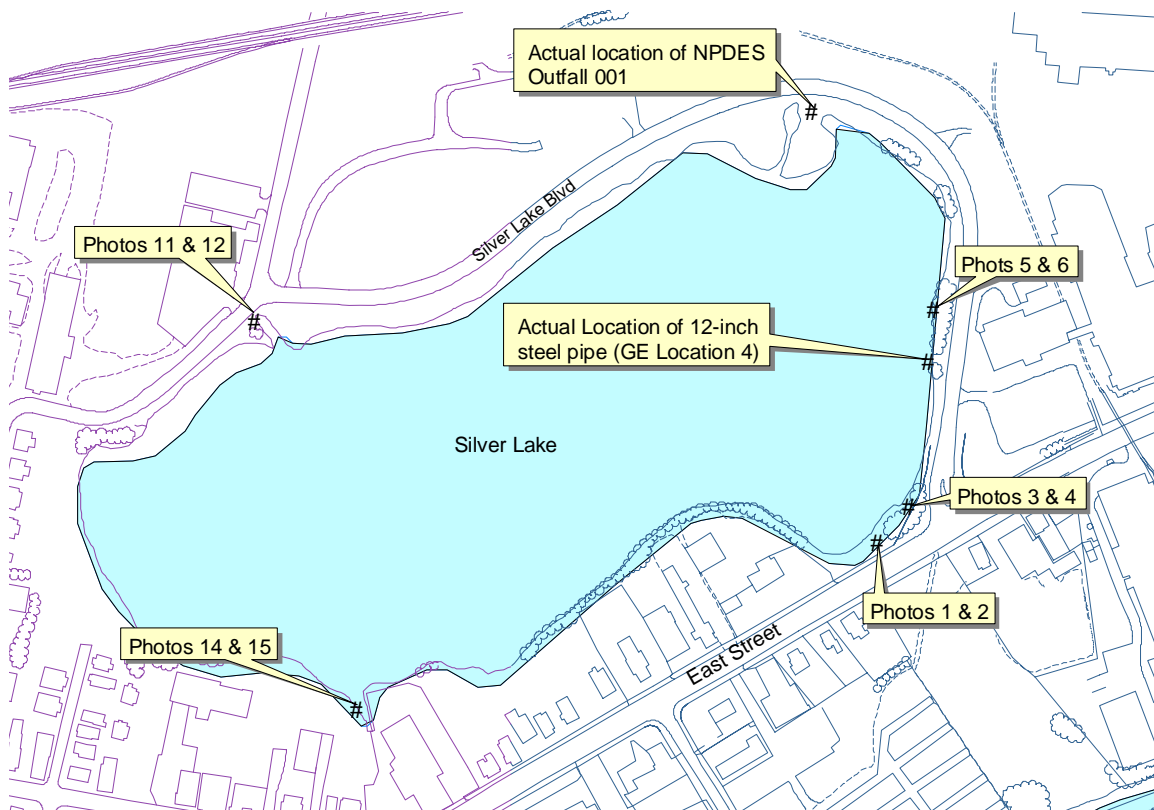 Actual location of NPDES
Outfall 001
#
Silver Lake Blvd
Photos 11 & 12
#
Phots 5 & 6
#
Actual Location of 12-inch
steel pipe (GE Location 4)
#
Silver Lake
Photos 3 & 4
#
#
Photos 1 & 2
East Street
Photos 14 & 15
#